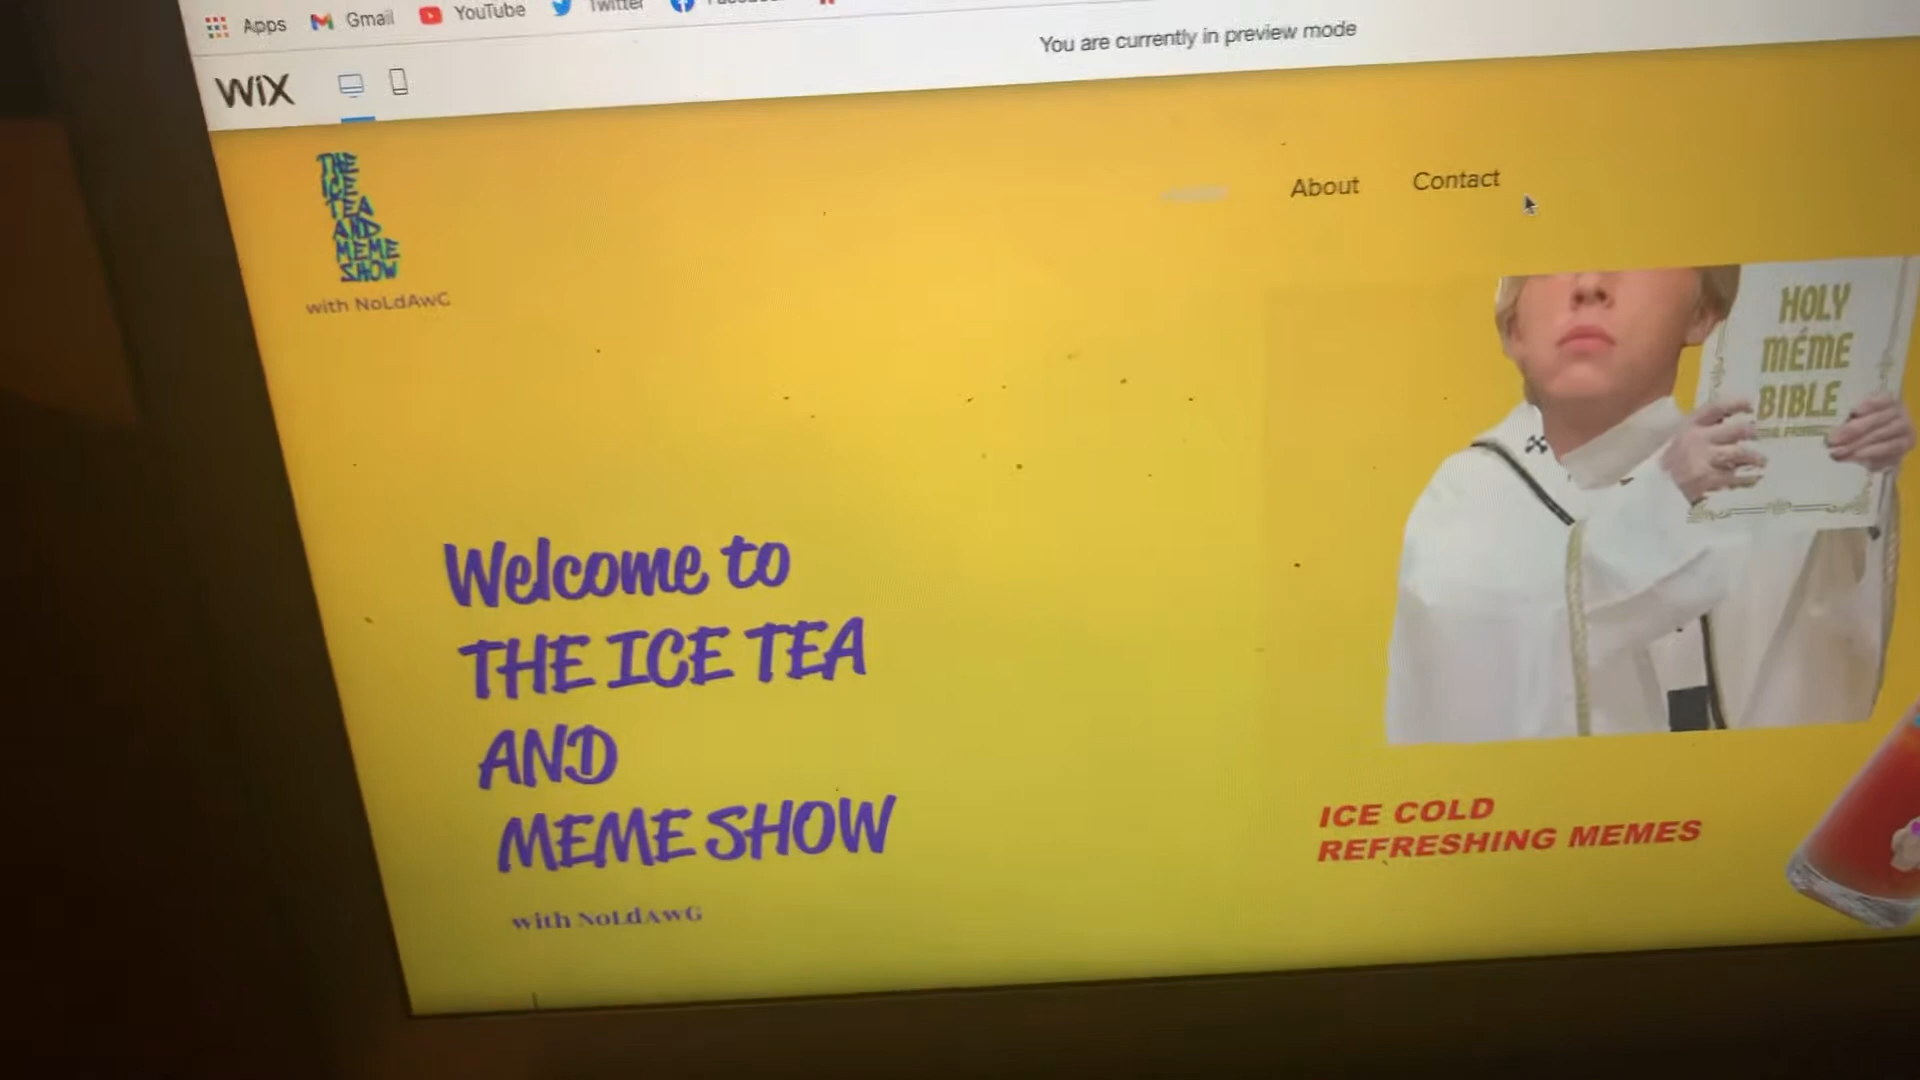 Apps Gmail YouTube Twitter
You are currently in preview mode
WiX
THE
ICE
TEA
AND
MEME
SHOW
with NoLdAwG
About Contact
HOLY
MÉME
BIBLE
Welcome to
THE ICE TEA
AND
MEME SHOW
with NoLdAwG
ICE COLD
REFRESHING MEMES